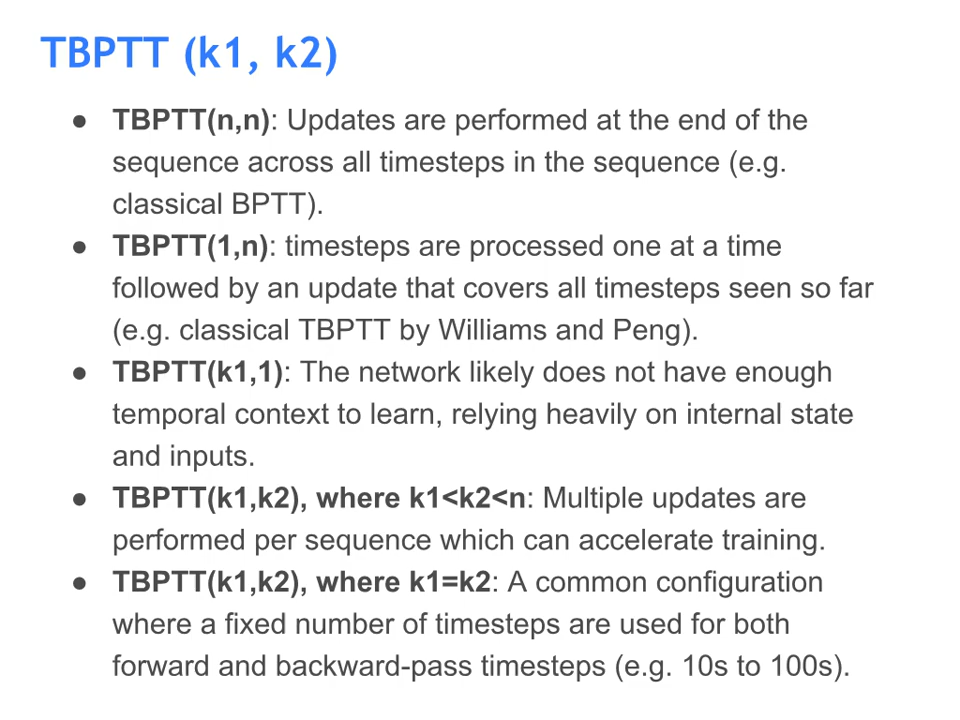 TBPTT (k1, k2)
● TBPTT(n,n): Updates are performed at the end of the
sequence across all timesteps in the sequence (e.g.
classical BPTT).
● TBPTT(1,n): timesteps are processed one at a time
followed by an update that covers all timesteps seen so far
(e.g. classical TBPTT by Williams and Peng).
● TBPTT(k1,1): The network likely does not have enough
temporal context to learn, relying heavily on internal state
and inputs.
● TBPTT(k1,k2), where k1<k2<n: Multiple updates are
performed per sequence which can accelerate training.
● TBPTT(k1,k2), where k1=k2: A common configuration
where a fixed number of timesteps are used for both
forward and backward-pass timesteps (e.g. 10s to 100s).